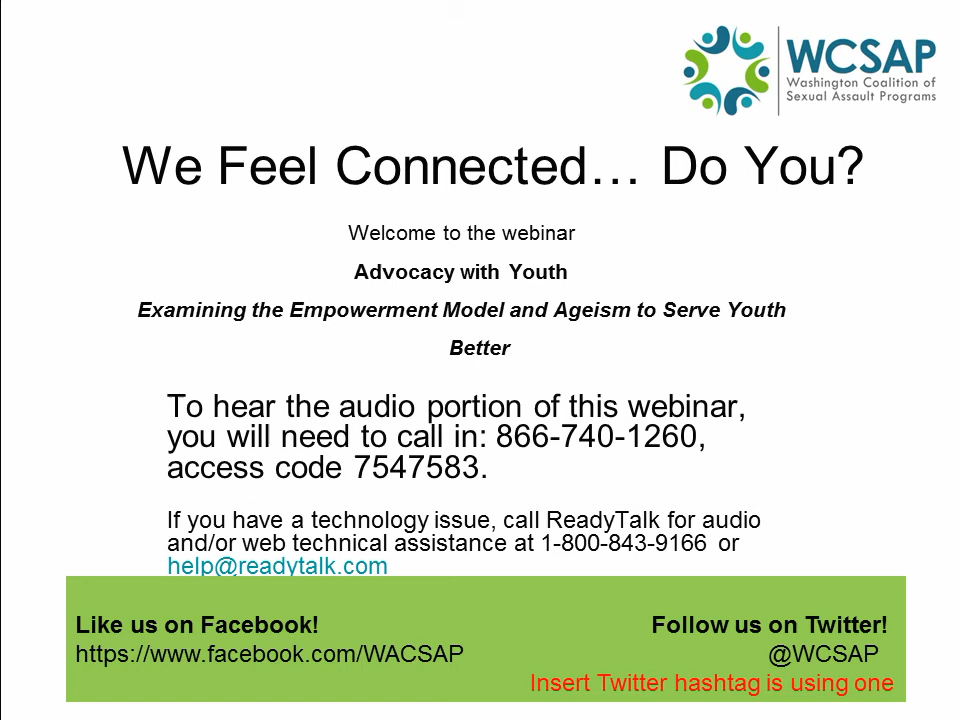 WCSAP
Washington Coalition of
Sexual Assault Programs
We Feel Connected… Do You?
Welcome to the webinar
Advocacy with Youth
Examining the Empowerment Model and Ageism to Serve Youth
Better
To hear the audio portion of this webinar,
you will need to call in: 866-740-1260,
access code 7547583.
If you have a technology issue, call ReadyTalk for audio
and/or web technical assistance at 1-800-843-9166 or
help@readytalk.com
Like us on Facebook! Follow us on Twitter!
https://www.facebook.com/WACSAP @WCSAP
Insert Twitter hashtag is using one